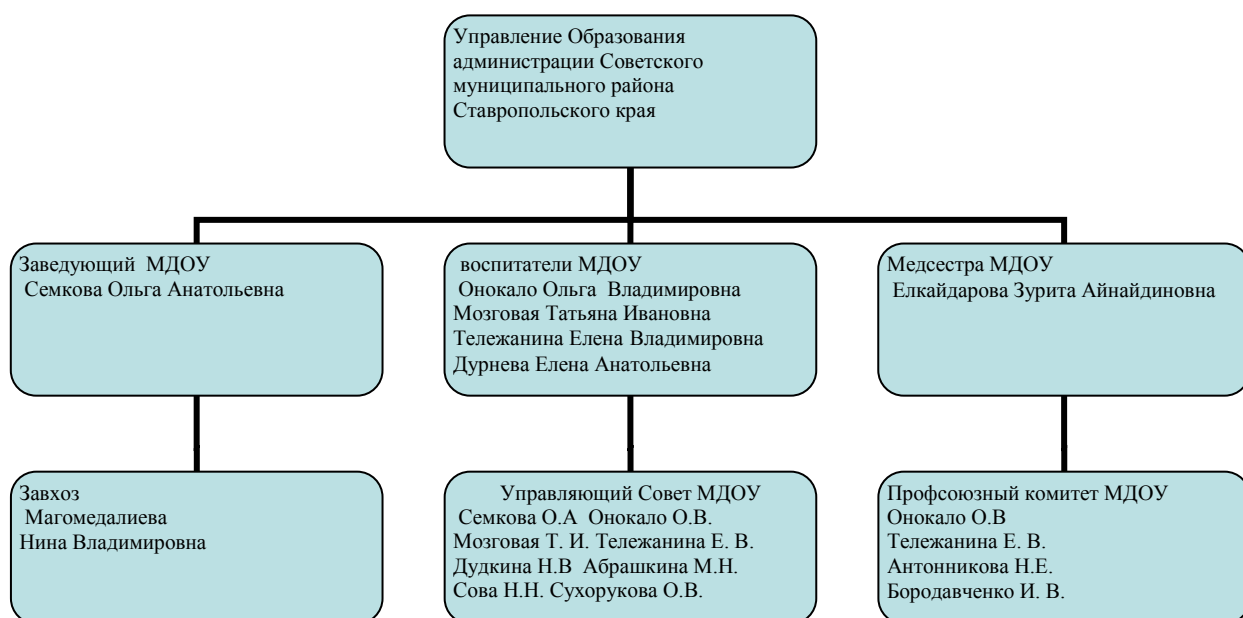 Управление Образования
администрации Советского
муниципального района
Ставропольского края
Заведующий МДОУ
Семкова Ольга Анатольевна
воспитатели МДОУ
Онокало Ольга Владимировна
Мозговая Татьяна Ивановна
Тележанина Елена Владимировна
Дурнева Елена Анатольевна
Медсестра МДОУ
Елкайдарова Зурита Айнайдиновна
Завхоз
Магомедалиева
Нина Владимировна
Управляющий Совет МДОУ
Семкова О.А Онокало О.В.
Мозговая Т. И. Тележанина Е. В.
Дудкина Н.В Абрашкина М.Н.
Сова Н.Н. Сухорукова О.В.
Профсоюзный комитет МДОУ
Онокало О.В
Тележанина Е. В.
Антонникова Н.Е.
Бородавченко И. В.